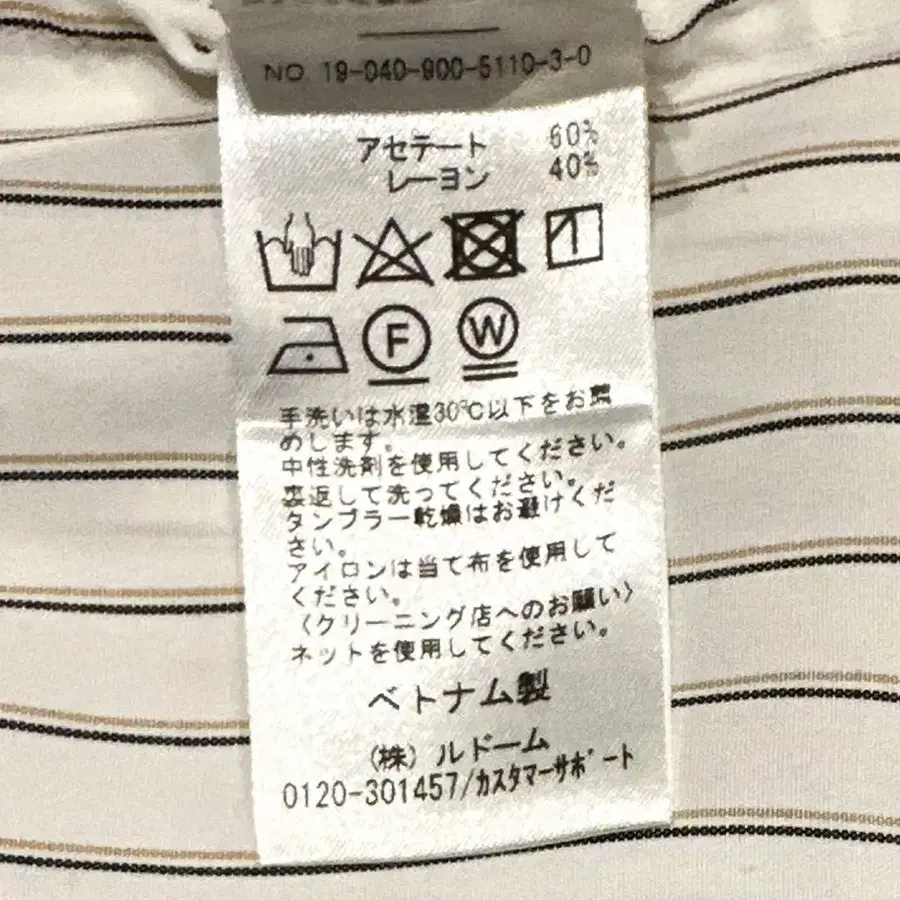 NO. 19-040-900-5110-3-0
アセテート 60%
レーヨン 40%
F
W
手洗いは水温30℃以下をお薦
めします。
中性洗剤を使用してください。
裏返して洗ってください。
タンブラー乾燥はお避けくだ
さい。
アイロンは当て布を使用して
ください。
〈クリーニング店へのお願い〉
ネットを使用してください。
ベトナム製
(株) ルドーム
0120-301457/カスタマーサポート